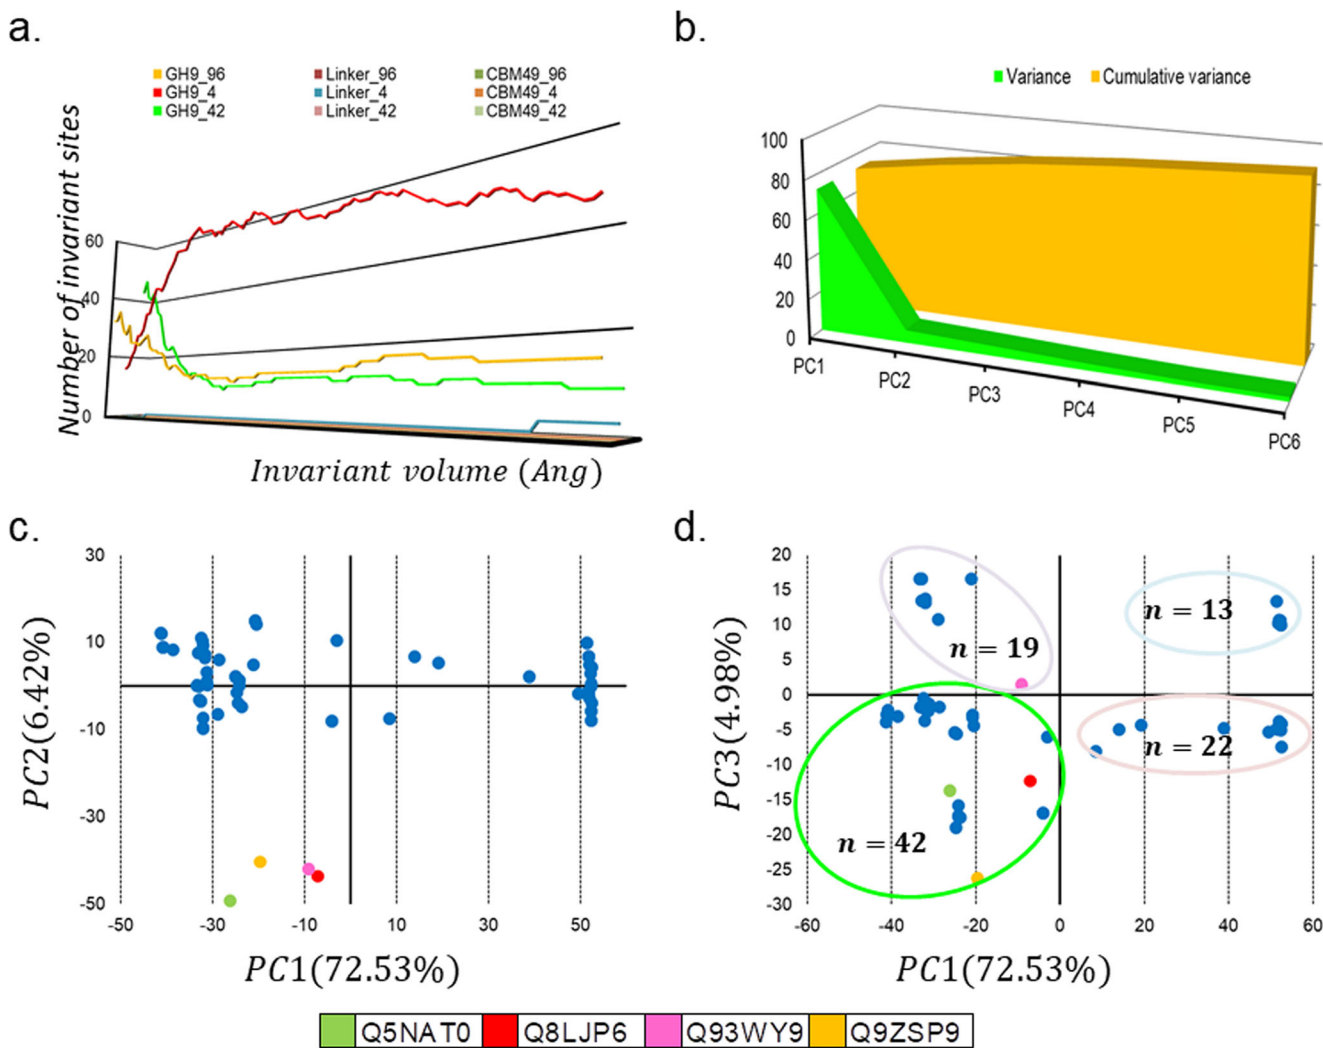 a.
GH9_96 Linker_96 CBM49_96
GH9_4 Linker_4 CBM49_4
GH9_42 Linker_42 CBM49_42
Number of invariant sites
60
40
20
0
Invariant volume (Ang)
b.
Variance Cumulative variance
100
80
60
40
20
0
PC1 PC2 PC3 PC4 PC5 PC6
c.
PC2(6.42%)
30
10
-10
-30
-50
-50 -30 -10 10 30 50
PC1(72.53%)
d.
PC3(4.98%)
20
15
10
5
0
-5
-10
-15
-20
-25
-30
n = 13
n = 19
n = 22
n = 42
-60 -40 -20 0 20 40 60
PC1(72.53%)
Q5NAT0 Q8LJP6 Q93WY9 Q9ZSP9